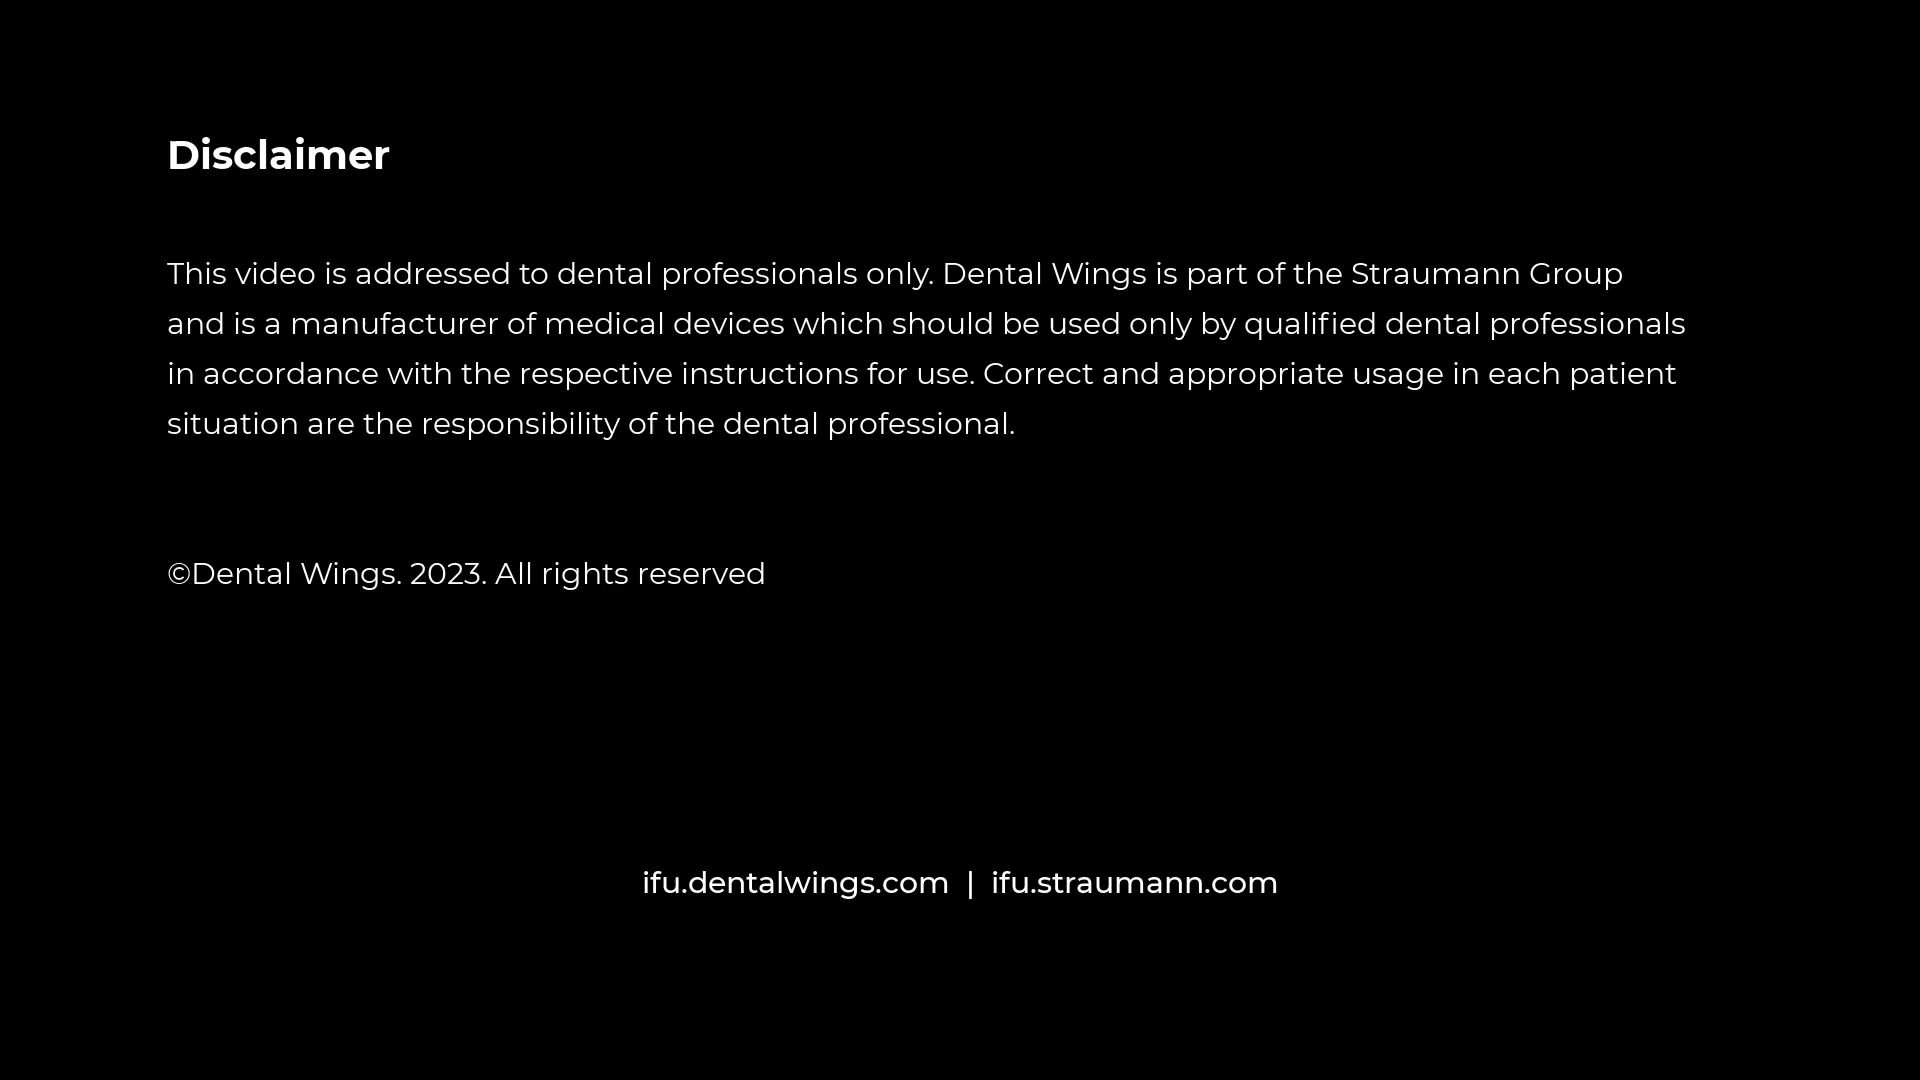 Disclaimer
This video is addressed to dental professionals only. Dental Wings is part of the Straumann Group
and is a manufacturer of medical devices which should be used only by qualified dental professionals
in accordance with the respective instructions for use. Correct and appropriate usage in each patient
situation are the responsibility of the dental professional.
©Dental Wings. 2023. All rights reserved
ifu.dentalwings.com | ifu.straumann.com